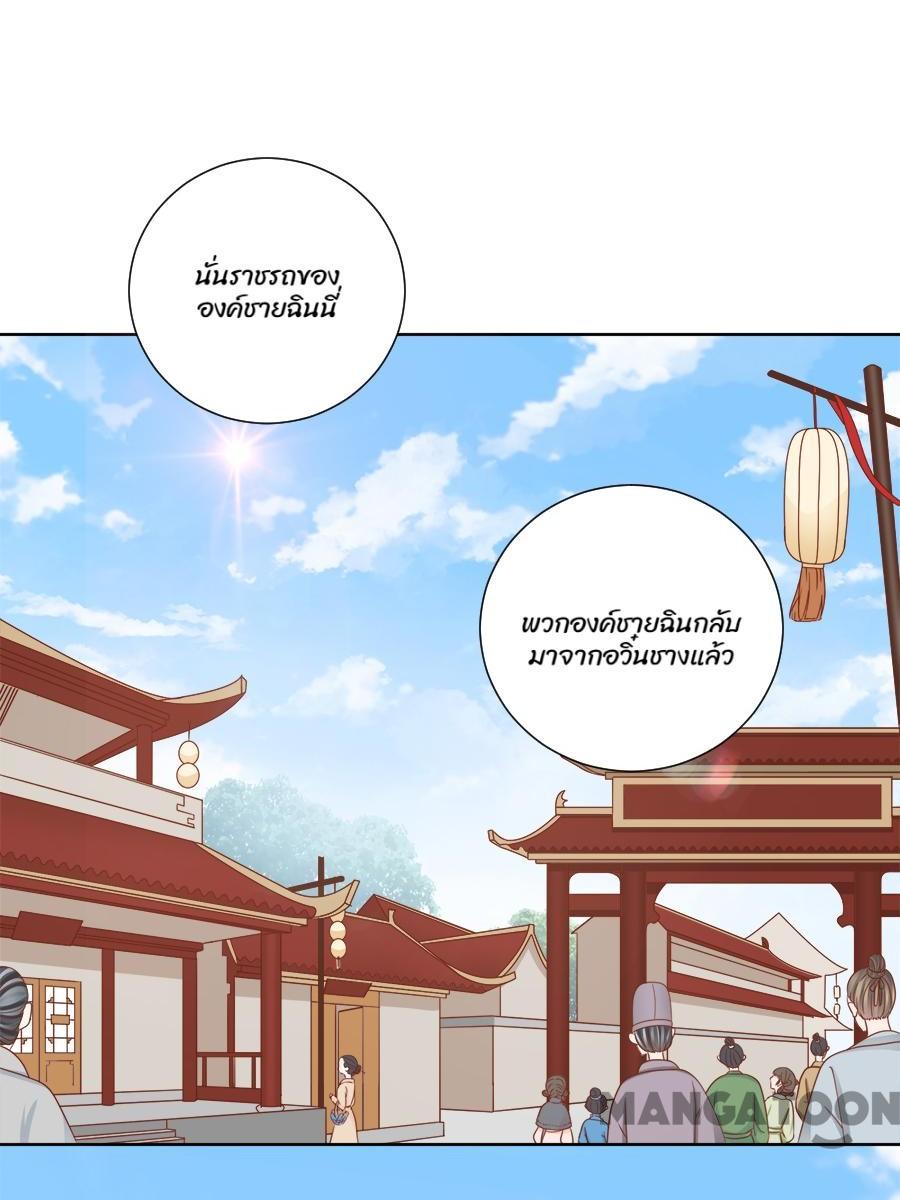 นั่นราชรถของ
องค์ชายฉินนี่
พวกองค์ชายฉินกลับ
มาจากอวิ๋นชางแล้ว
MANGATOON